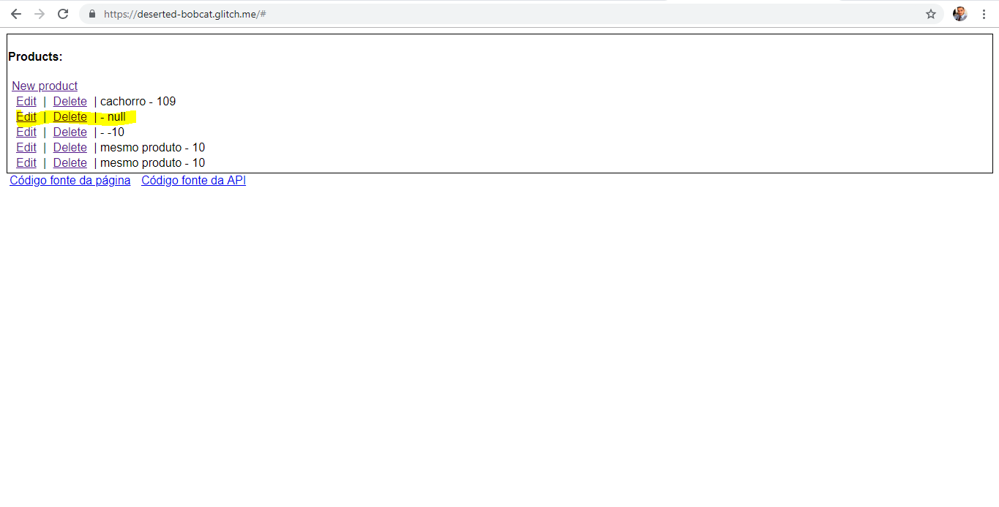 https://deserted-bobcat.glitch.me/#
Products:
New product
Edit | Delete | cachorro - 109
Edit | Delete | - null
Edit | Delete | - -10
Edit | Delete | mesmo produto - 10
Edit | Delete | mesmo produto - 10
Código fonte da página Código fonte da API